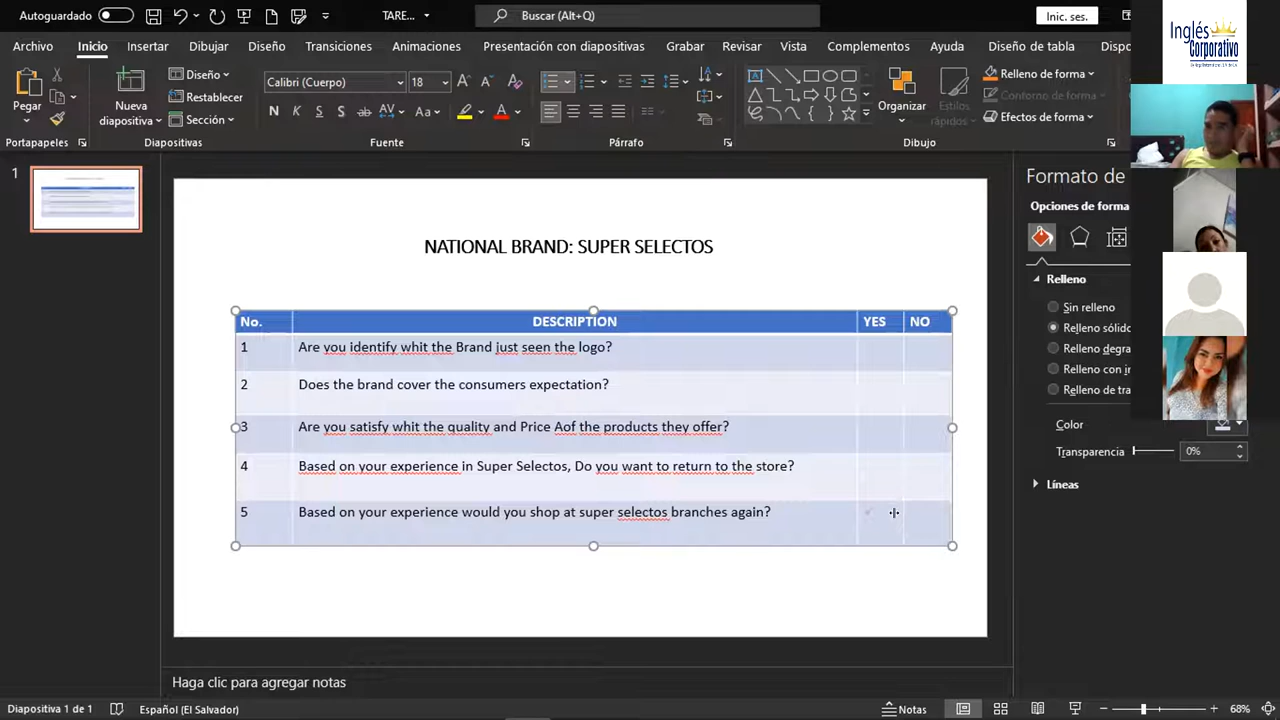 Autoguardado
TARE...
Buscar (Alt+Q)
Inic. ses.
Inglés
Corporativo
Archivo Inicio Insertar Dibujar Diseño Transiciones Animaciones Presentación con diapositivas Grabar Revisar Vista Complementos Ayuda Diseño de tabla Dispo
Pegar
Nueva
diapositiva
Diseño
Restablecer
Sección
Calibri (Cuerpo) 18
N K S S ab AV
Aa A
Organizar
Estilos
rápidos
Relleno de forma
Contorno de forma
Efectos de forma
Portapapeles Diapositivas Fuente Párrafo Dibujo
1
NATIONAL BRAND: SUPER SELECTOS
No. DESCRIPTION YES NO
1 Are you identify whit the Brand just seen the logo?
2 Does the brand cover the consumers expectation?
3 Are you satisfy whit the quality and Price Aof the products they offer?
4 Based on your experience in Super Selectos, Do you want to return to the store?
5 Based on your experience would you shop at super selectos branches again?
Formato de
Opciones de forma
Relleno
Sin relleno
Relleno sólido
Relleno degra
Relleno con i
Relleno de tra
Color
Transparencia 0%
Líneas
Haga clic para agregar notas
Diapositiva 1 de 1 Español (El Salvador) Notas 68%